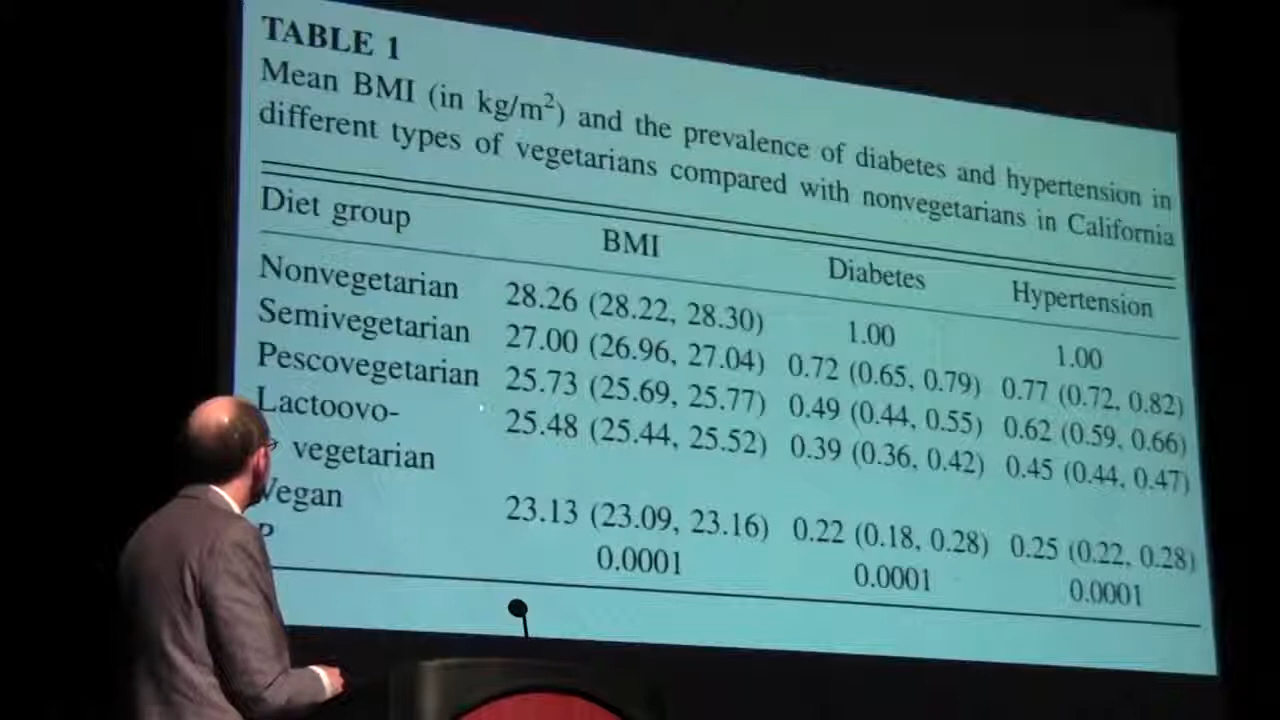 TABLE 1
Mean BMI (in kg/m²) and the prevalence of diabetes and hypertension in
different types of vegetarians compared with nonvegetarians in California
Diet group BMI Diabetes Hypertension
Nonvegetarian 28.26 (28.22, 28.30) 1.00 1.00
Semivegetarian 27.00 (26.96, 27.04) 0.72 (0.65, 0.79) 0.77 (0.72, 0.82)
Pescovegetarian 25.73 (25.69, 25.77) 0.49 (0.44, 0.55) 0.62 (0.59, 0.66)
Lactoovo- 25.48 (25.44, 25.52) 0.39 (0.36, 0.42) 0.45 (0.44, 0.47)
vegetarian
Vegan 23.13 (23.09, 23.16) 0.22 (0.18, 0.28) 0.25 (0.22, 0.28)
P 0.0001 0.0001 0.0001